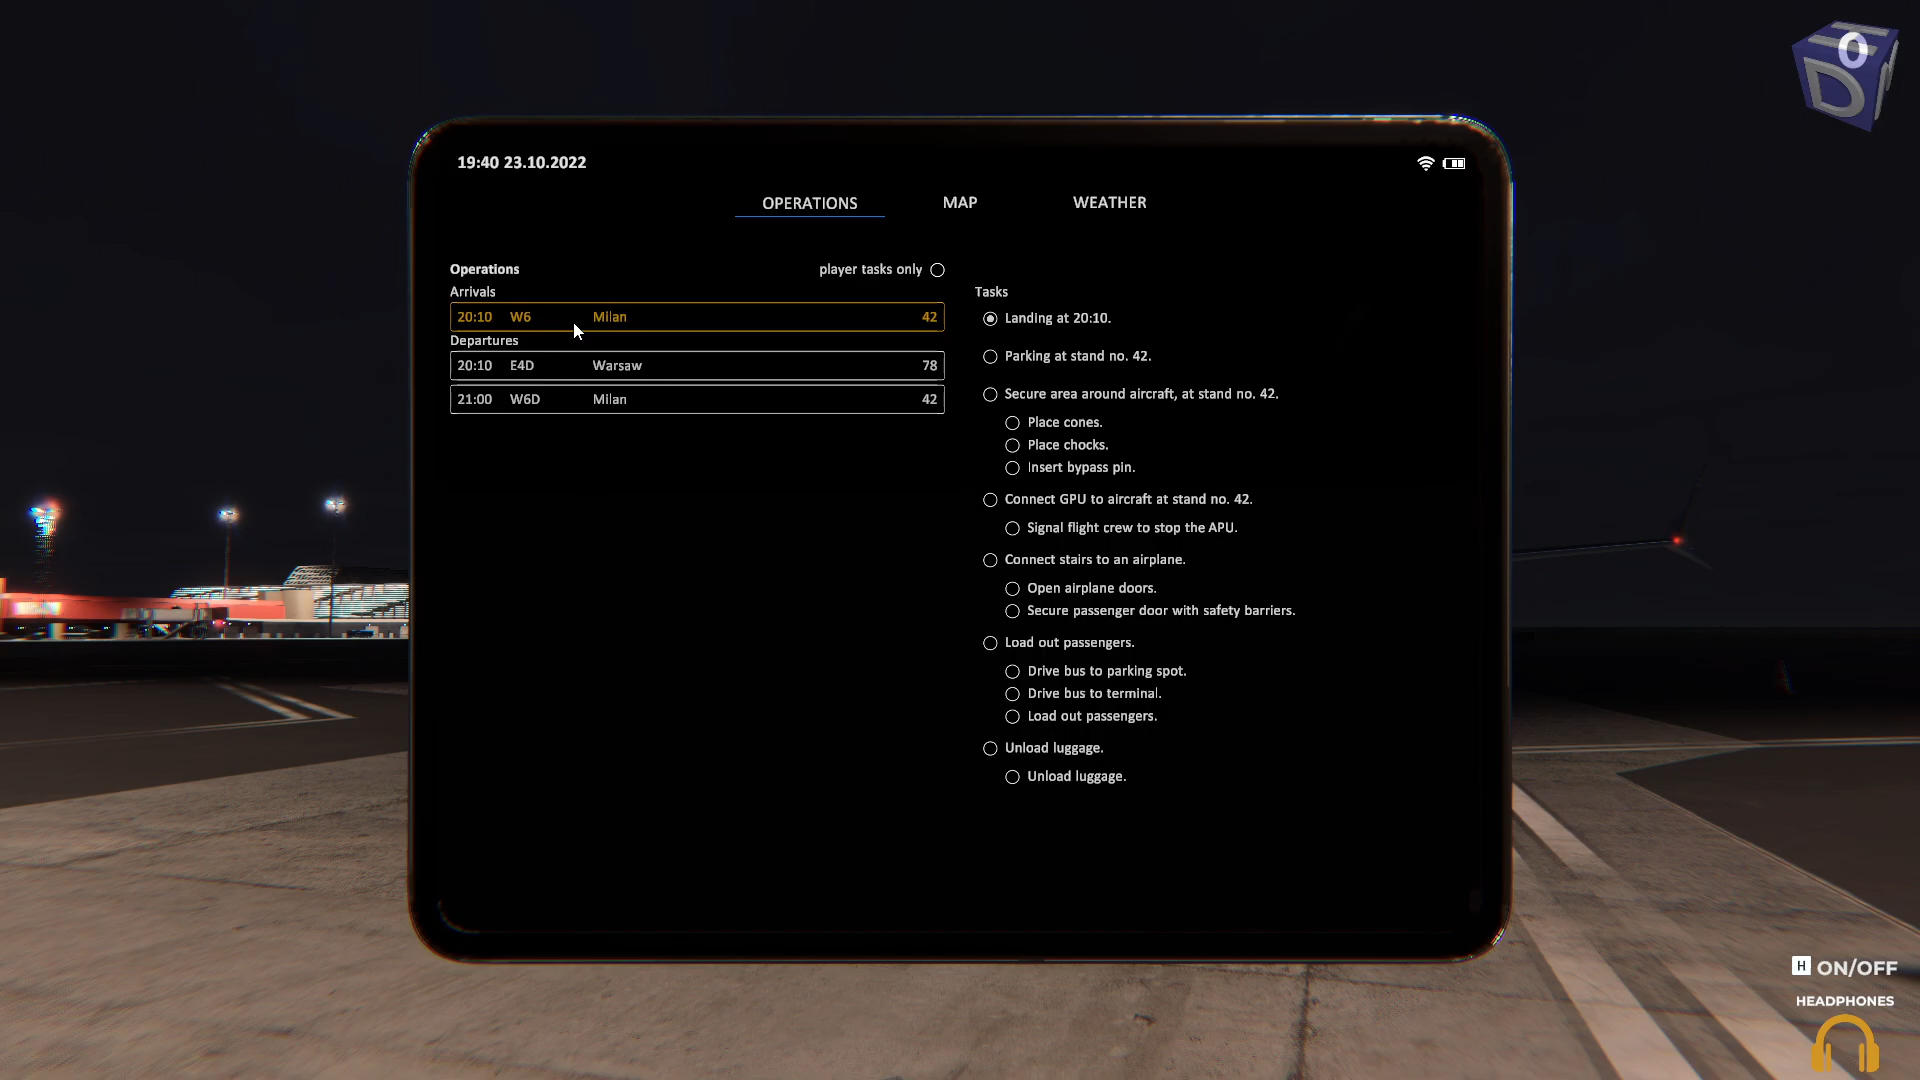 0
D
19:40 23.10.2022
OPERATIONS MAP WEATHER
Operations player tasks only
Arrivals
20:10 W6 Milan 42
Departures
20:10 E4D Warsaw 78
21:00 W6D Milan 42
Tasks
Landing at 20:10.
Parking at stand no. 42.
Secure area around aircraft, at stand no. 42.
Place cones.
Place chocks.
Insert bypass pin.
Connect GPU to aircraft at stand no. 42.
Signal flight crew to stop the APU.
Connect stairs to an airplane.
Open airplane doors.
Secure passenger door with safety barriers.
Load out passengers.
Drive bus to parking spot.
Drive bus to terminal.
Load out passengers.
Unload luggage.
Unload luggage.
H ON/OFF
HEADPHONES